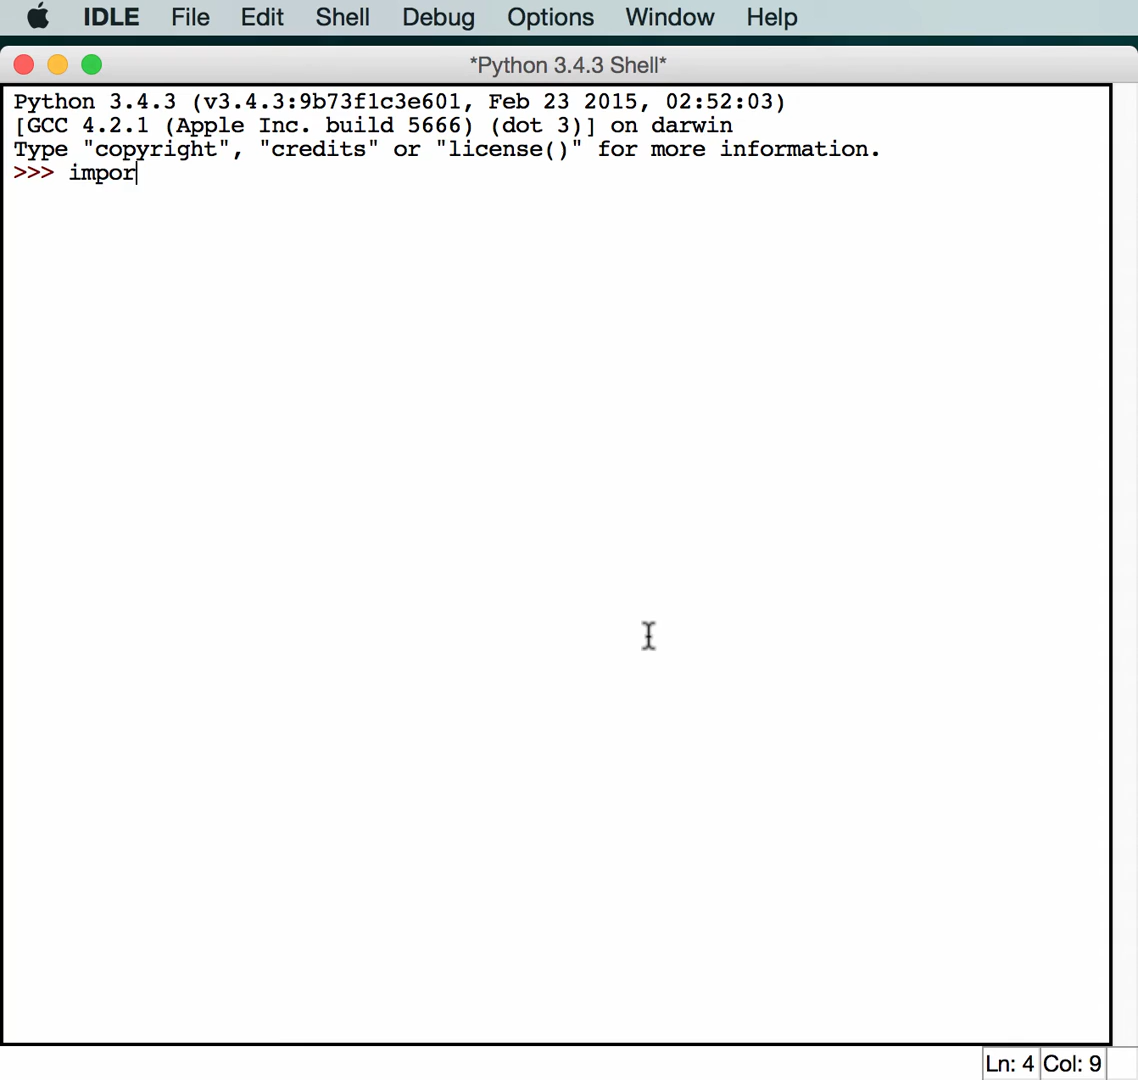 IDLE File Edit Shell Debug Options Window Help
*Python 3.4.3 Shell*
Python 3.4.3 (v3.4.3:9b73f1c3e601, Feb 23 2015, 02:52:03)
[GCC 4.2.1 (Apple Inc. build 5666) (dot 3)] on darwin
Type "copyright", "credits" or "license()" for more information.
>>> impor
Ln: 4 Col: 9